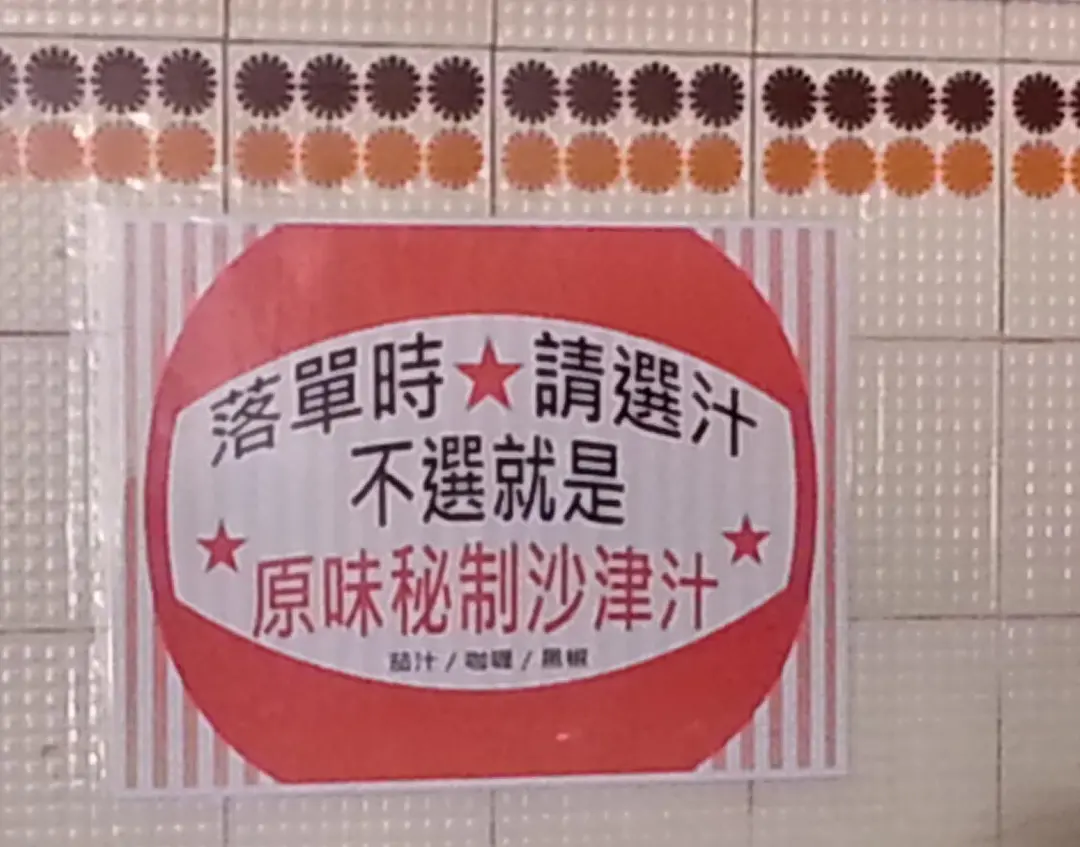 落單時★請選汁
不選就是
原味秘制沙津汁
茄汁/咖喱/黑椒